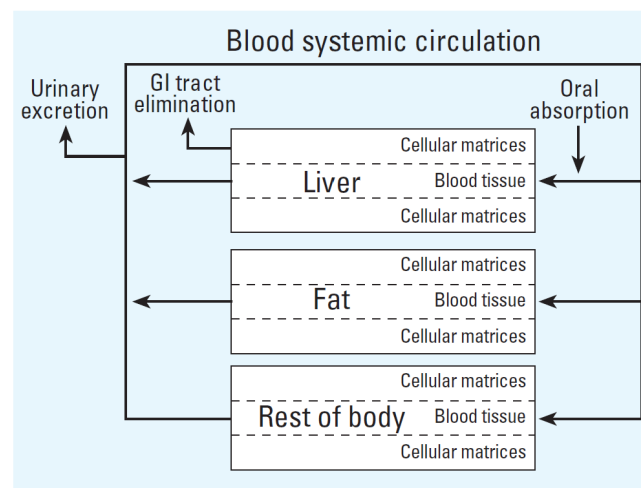 Blood systemic circulation
Urinary
excretion
GI tract
elimination
Oral
absorption
Cellular matrices
Liver
Blood tissue
Cellular matrices
Cellular matrices
Fat
Blood tissue
Cellular matrices
Cellular matrices
Rest of body
Blood tissue
Cellular matrices